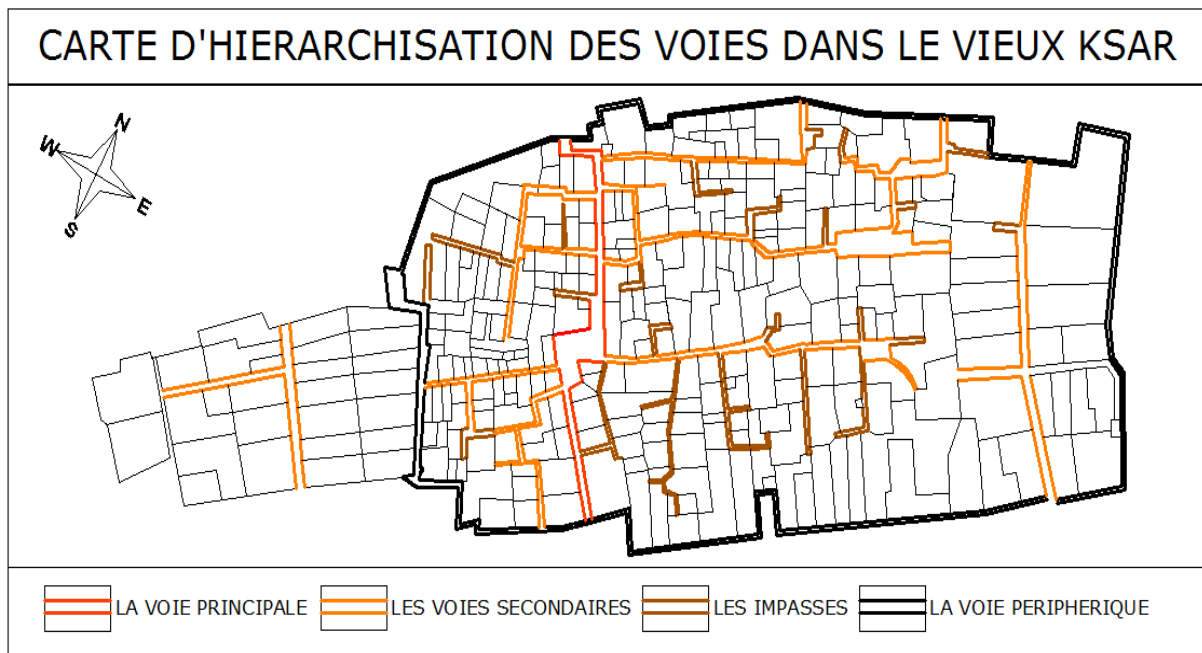 CARTE D'HIERARCHISATION DES VOIES DANS LE VIEUX KSAR
N
W
E
S
LA VOIE PRINCIPALE
LES VOIES SECONDAIRES
LES IMPASSES
LA VOIE PERIPHERIQUE